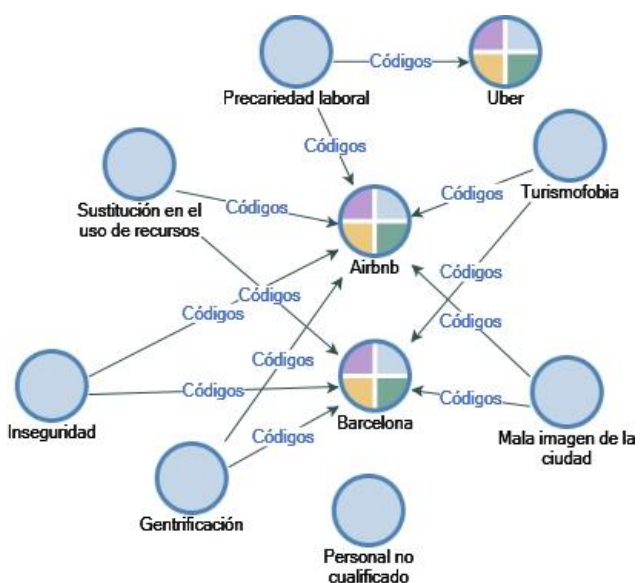 Códigos
Precariedad laboral
Uber
Códigos
Sustitución en el
uso de recursos
Códigos
Códigos
Turismofobia
Airbnb
Códigos
Códigos
Códigos
Códigos
Inseguridad
Códigos
Códigos
Barcelona
Códigos
Mala imagen de la
ciudad
Códigos
Gentrificación
Personal no
cualificado